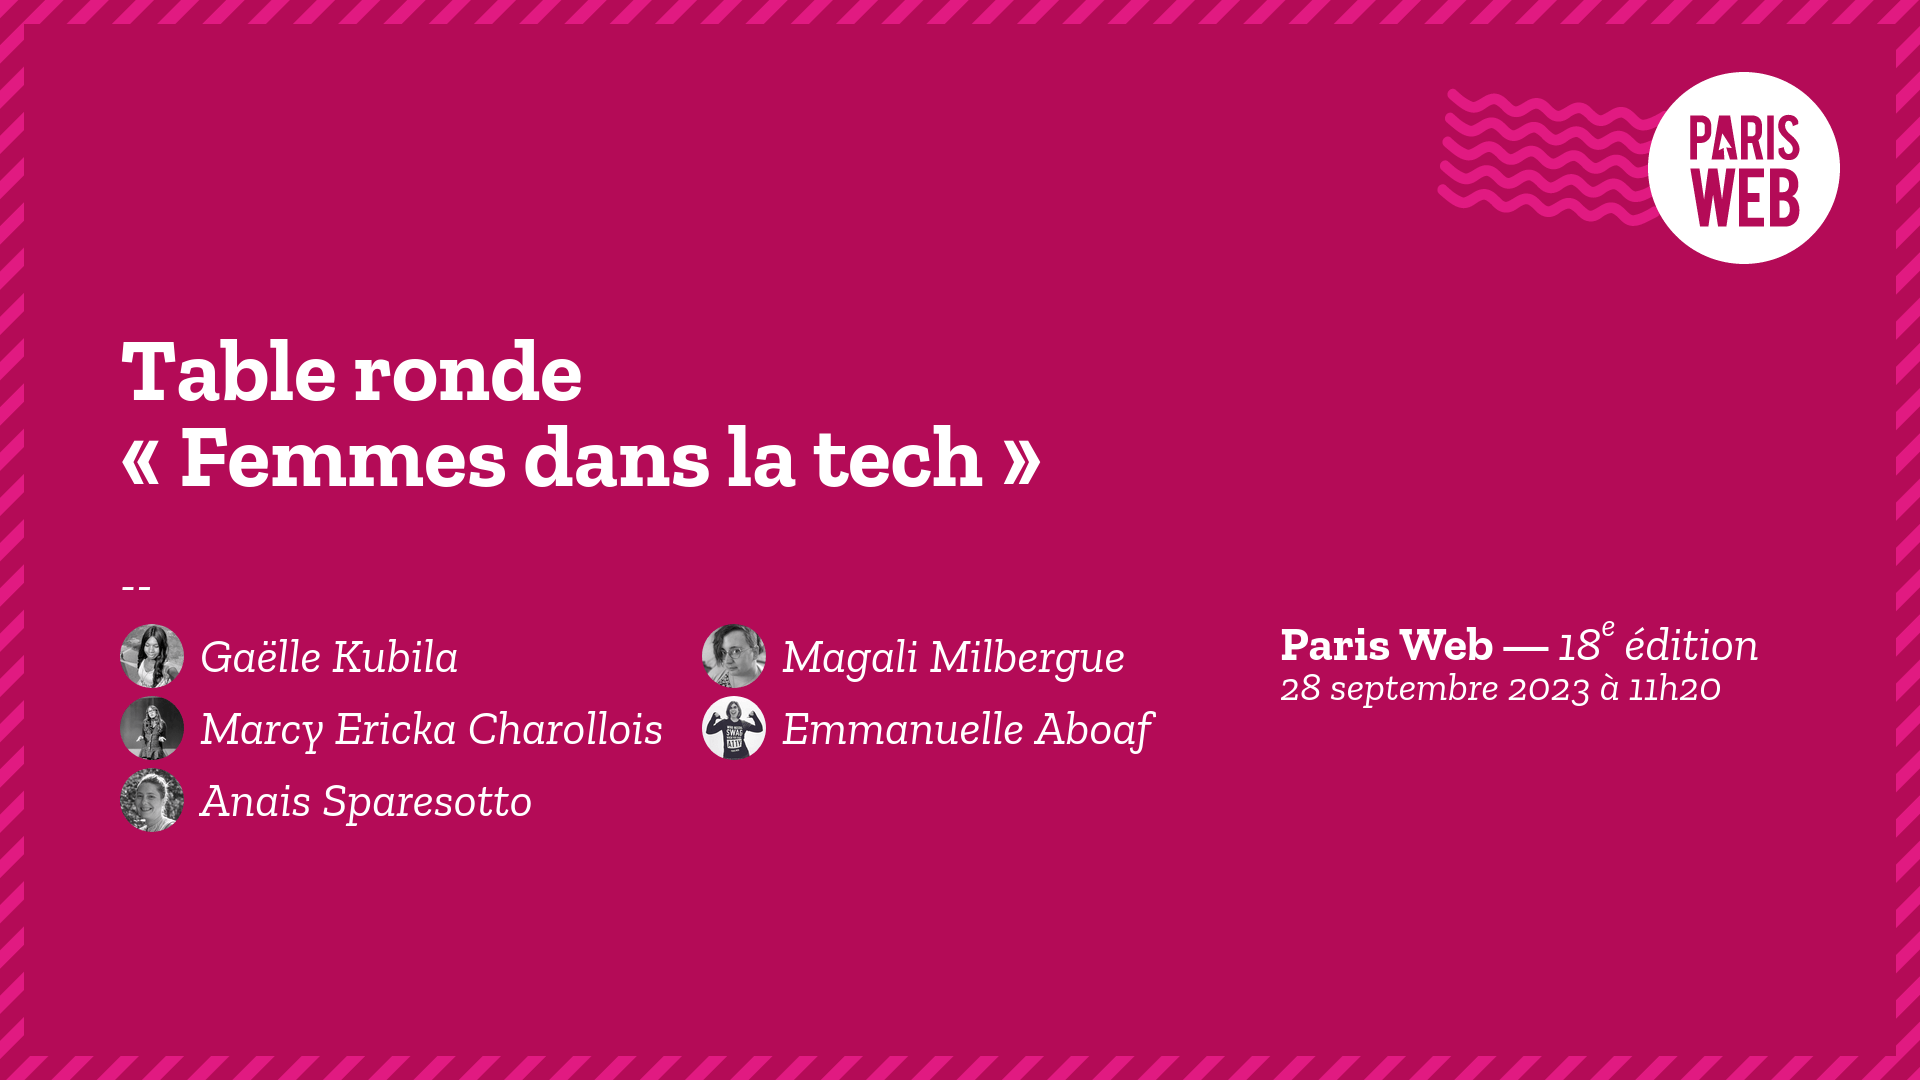 PARIS
WEB
Table ronde
« Femmes dans la tech »
--
Gaëlle Kubila
Marcy Ericka Charollois
Anais Sparesotto
Magali Milbergue
Emmanuelle Aboaf
Paris Web — 18e édition
28 septembre 2023 à 11h20